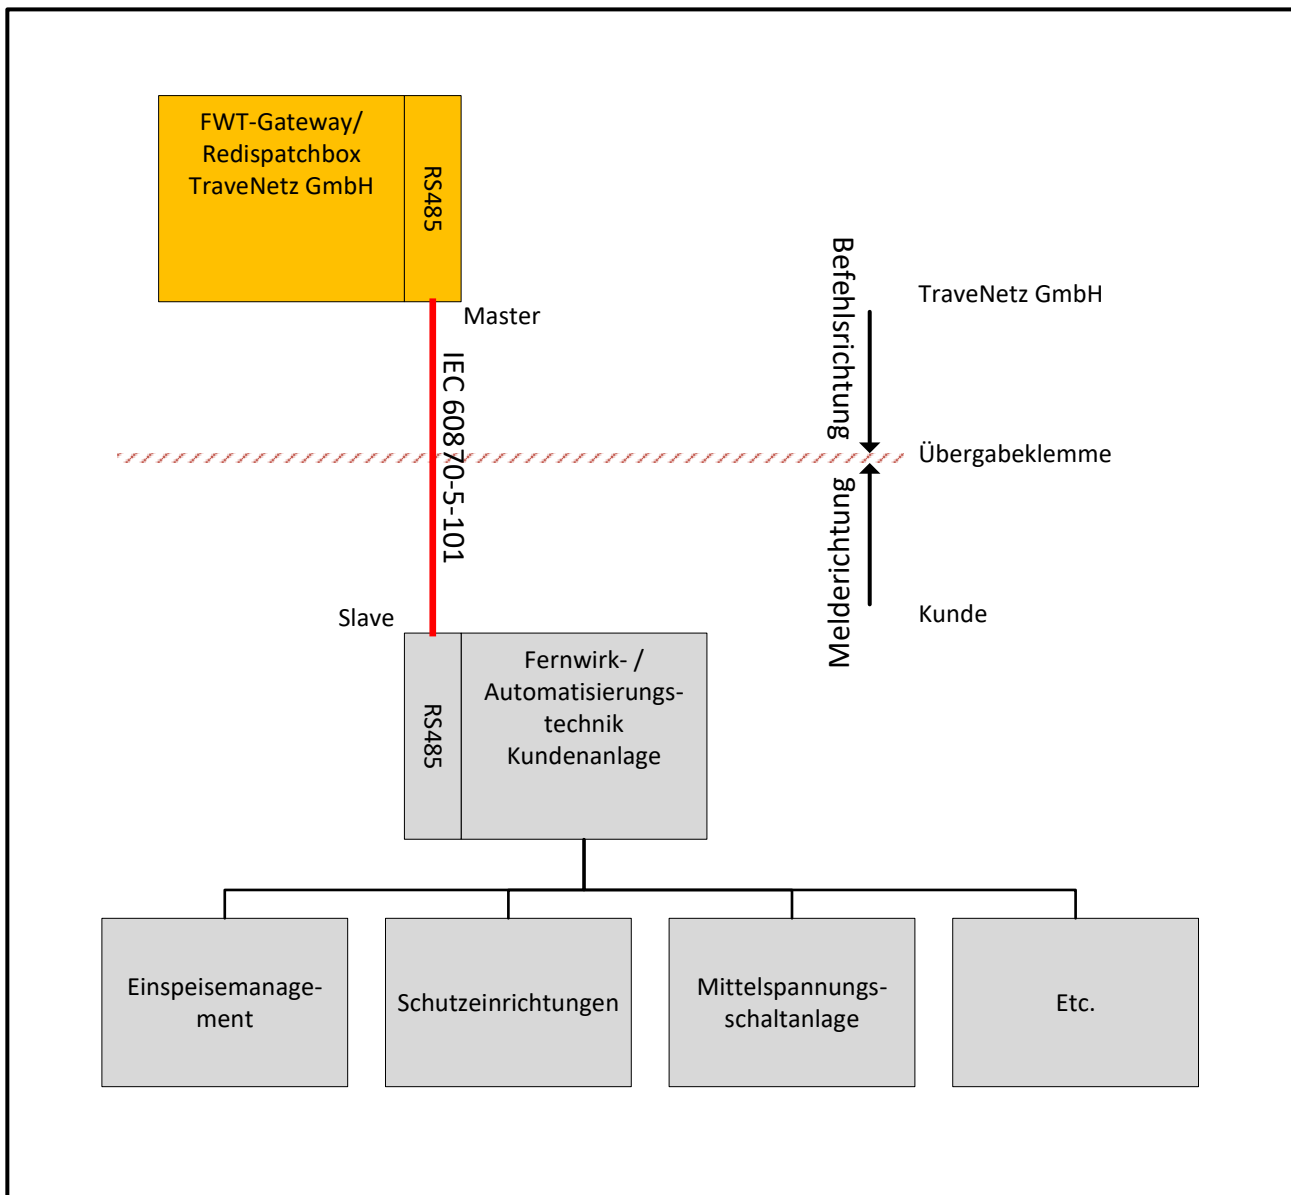 FWT-Gateway/
Redispatchbox
TraveNetz GmbH
RS485
Master
IEC 60870-5-101
Befehlsrichtung
TraveNetz GmbH
Übergabeklemme
Melderichtung
Kunde
Slave
RS485
Fernwirk- /
Automatisierungs-
technik
Kundenanlage
Einspeisemanage-
ment
Schutzeinrichtungen
Mittelspannungs-
schaltanlage
Etc.